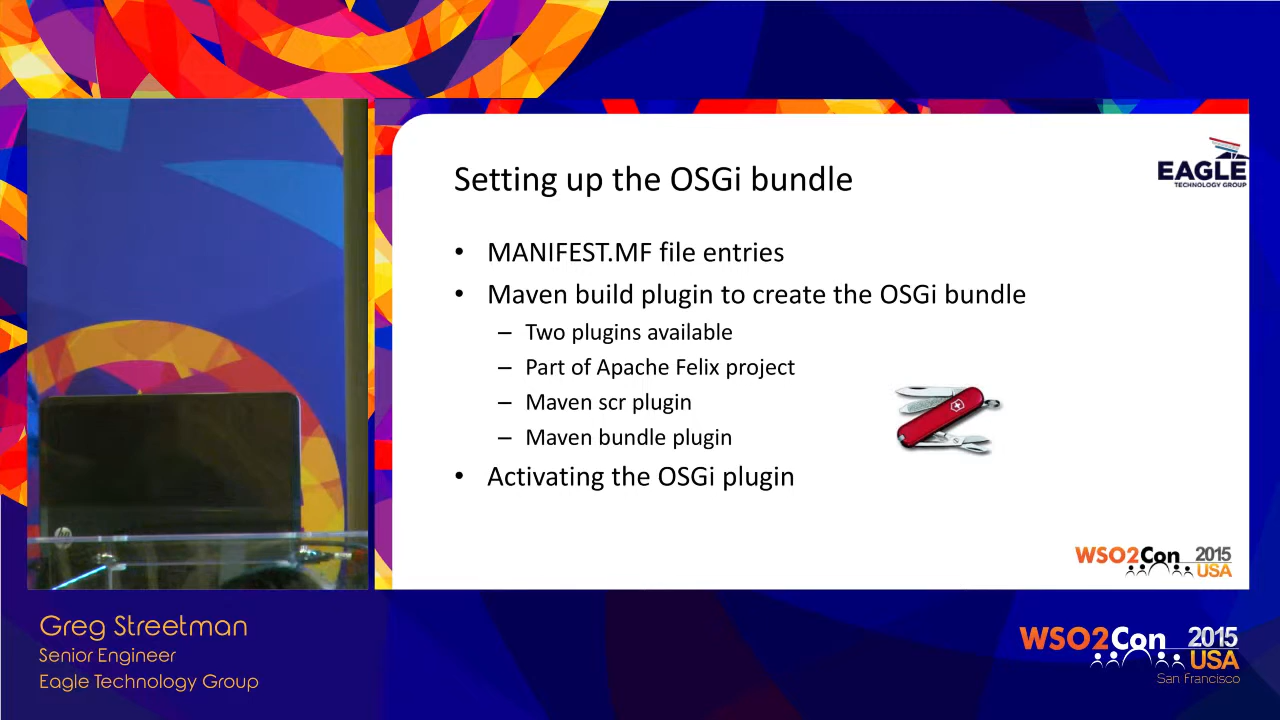 Setting up the OSGi bundle
EAGLE
TECHNOLOGY GROUP
• MANIFEST.MF file entries
• Maven build plugin to create the OSGi bundle
– Two plugins available
– Part of Apache Felix project
– Maven scr plugin
– Maven bundle plugin
• Activating the OSGi plugin
WSO2Con 2015
USA
hp
Greg Streetman
Senior Engineer
Eagle Technology Group
WSO2Con 2015
USA
San Francisco